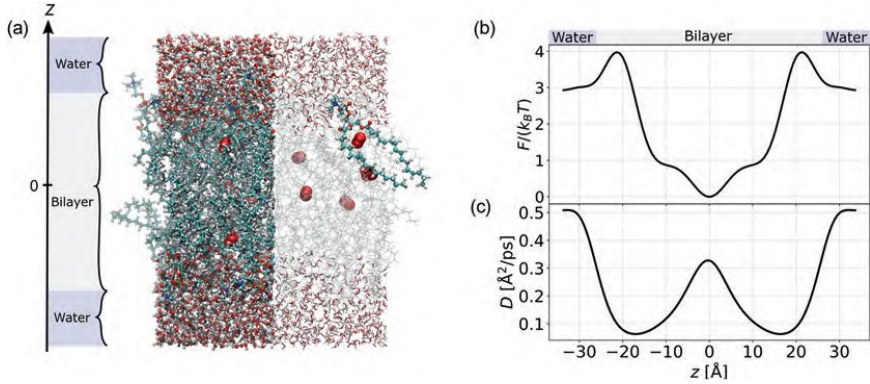 (a)
z
Water
Bilayer
0
Water
(b)
Water Bilayer Water
F/(k_BT)
4
3
2
1
0
(c)
D [Å²/ps]
0.5
0.4
0.3
0.2
0.1
−30 −20 −10 0 10 20 30
z [Å]